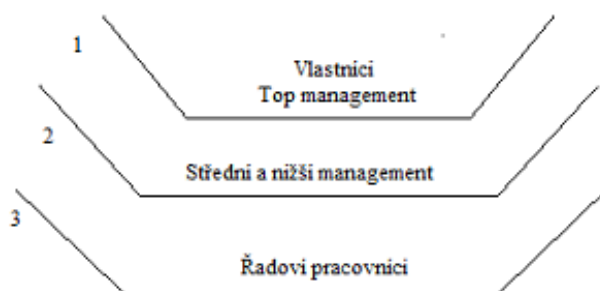 1
Vlastníci
Top management
2
Střední a nižší management
3
Řadoví pracovníci